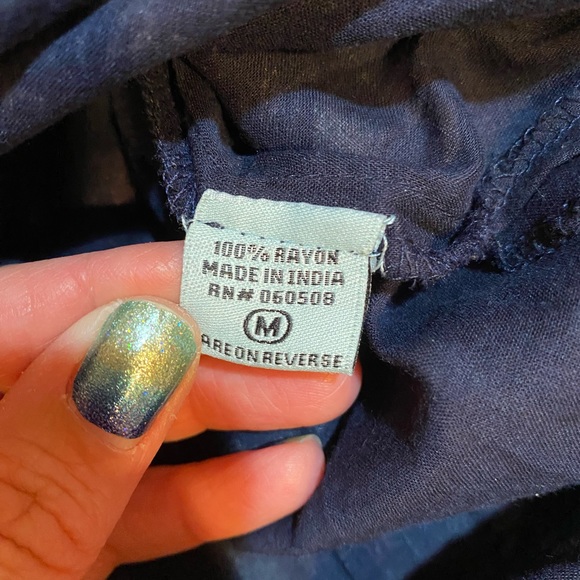 100% RAYON
MADE IN INDIA
RN# 060508
M
ARE ON REVERSE